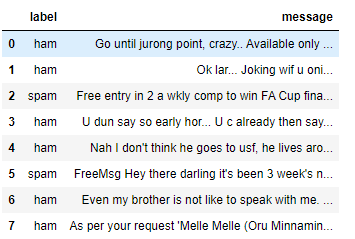 label message
0 ham Go until jurong point, crazy.. Available only ...
1 ham Ok lar... Joking wif u oni...
2 spam Free entry in 2 a wkly comp to win FA Cup fina...
3 ham U dun say so early hor... U c already then say...
4 ham Nah I don't think he goes to usf, he lives aro...
5 spam FreeMsg Hey there darling it's been 3 week's n...
6 ham Even my brother is not like to speak with me. ...
7 ham As per your request 'Melle Melle (Oru Minnamin...